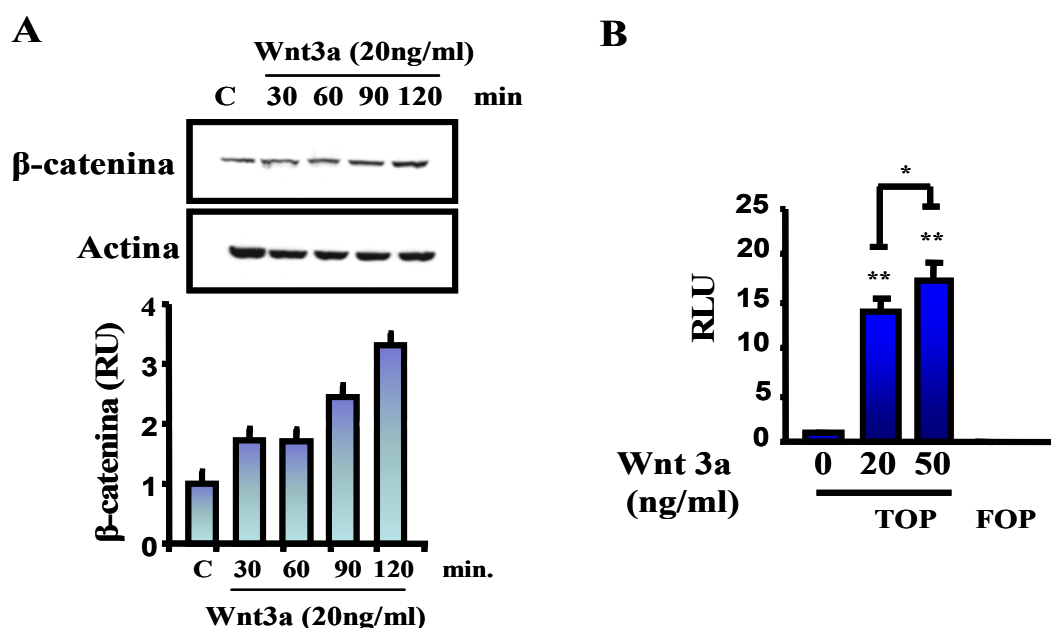 A
Wnt3a (20ng/ml)
C 30 60 90 120 min
β-catenina
Actina
β-catenina (RU)
4
3
2
1
0
C 30 60 90 120 min.
Wnt3a (20ng/ml)
B
*
** **
RLU
25
20
15
10
5
0
Wnt 3a 0 20 50
(ng/ml)
TOP FOP